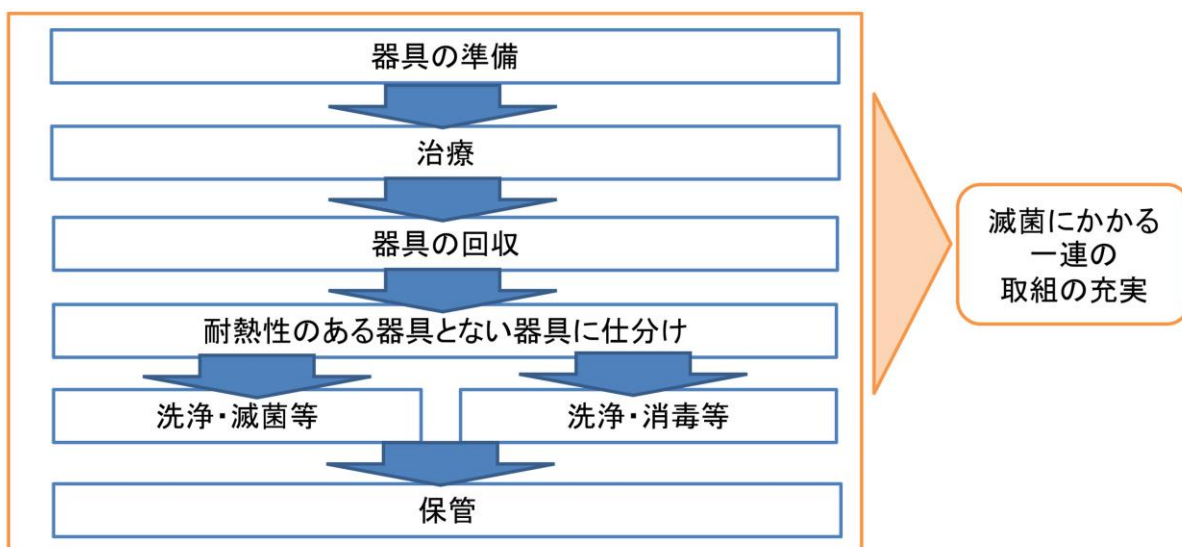 器具の準備
治療
器具の回収
耐熱性のある器具とない器具に仕分け
洗浄・滅菌等
洗浄・消毒等
保管
滅菌にかかる
一連の
取組の充実